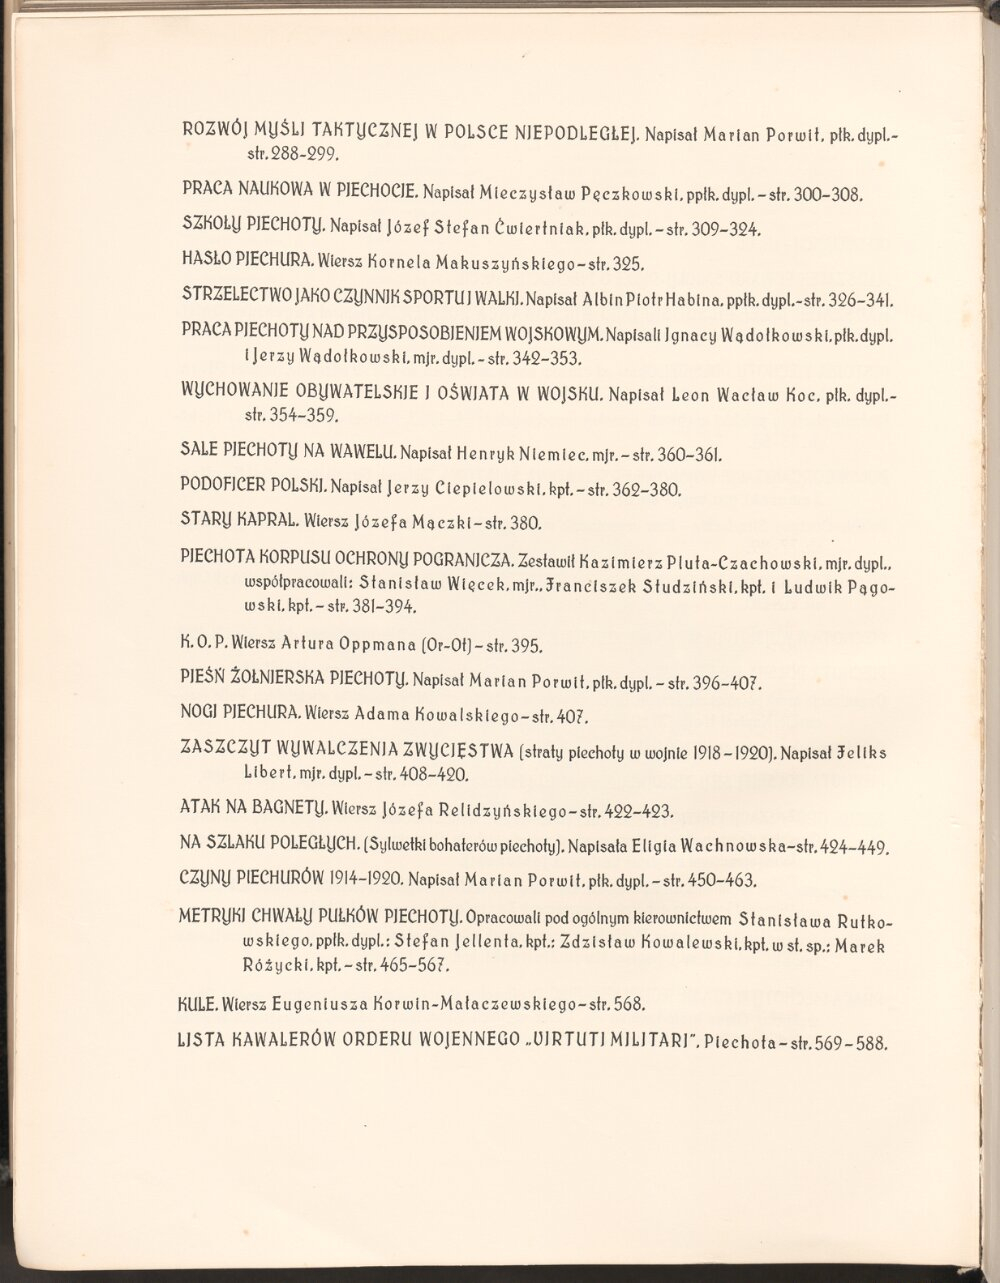 ROZWÓJ MYŚLI TAKTYCZNEJ W POLSCE NIEPODLEGŁEJ. Napisał Marian Porwit, płk. dypl.–
str. 288–299.
PRACA NAUKOWA W PIECHOCIE. Napisał Mieczysław Pęczkowski, ppłk. dypl. – str. 300–308.
SZKOŁY PIECHOTY. Napisał Józef Stefan Ćwiertniak, płk. dypl. – str. 309–324.
HASŁO PIECHURA. Wiersz Kornela Makuszyńskiego – str. 325.
STRZELECTWO JAKO CZYNNIK SPORTU I WALKI. Napisał Albin Piotr Habina, ppłk. dypl.–str. 326–341.
PRACA PIECHOTY NAD PRZYSPOSOBIENIEM WOJSKOWYM. Napisali Ignacy Wądołkowski, płk. dypl.
i Jerzy Wądołkowski, mjr. dypl. – str. 342–353.
WYCHOWANIE OBYWATELSKIE I OŚWIATA W WOJSKU. Napisał Leon Wacław Koc, płk. dypl.–
str. 354–359.
SALE PIECHOTY NA WAWELU. Napisał Henryk Niemiec, mjr. – str. 360–361.
PODOFICER POLSKI. Napisał Jerzy Ciepielowski, kpt. – str. 362–380.
STARY KAPRAL. Wiersz Józefa Mączki – str. 380.
PIECHOTA KORPUSU OCHRONY POGRANICZA. Zestawił Kazimierz Pluta-Czachowski, mjr. dypl.,
współpracowali: Stanisław Więcek, mjr., Franciszek Studziński, kpt. i Ludwik Pągo-
wski, kpt. – str. 381–394.
K. O. P. Wiersz Artura Oppmana (Or-Ot) – str. 395.
PIEŚŃ ŻOŁNIERSKA PIECHOTY. Napisał Marian Porwit, płk. dypl. – str. 396–407.
NOGI PIECHURA. Wiersz Adama Kowalskiego – str. 407.
ZASZCZYT WYWALCZENIA ZWYCIĘSTWA (straty piechoty w wojnie 1918–1920). Napisał Feliks
Libert, mjr. dypl. – str. 408–420.
ATAK NA BAGNETY. Wiersz Józefa Relidzyńskiego – str. 422–423.
NA SZLAKU POLEGŁYCH. (Sylwetki bohaterów piechoty). Napisała Eligia Wachnowska–str. 424–449.
CZYNY PIECHURÓW 1914–1920. Napisał Marian Porwit, płk. dypl. – str. 450–463.
METRYKI CHWAŁY PUŁKÓW PIECHOTY. Opracowali pod ogólnym kierownictwem Stanisława Rutko-
wskiego, ppłk. dypl.: Stefan Jellenta, kpt.: Zdzisław Kowalewski, kpt. w st. sp.: Marek
Różycki, kpt. – str. 465–567.
KULE. Wiersz Eugeniusza Korwin-Małaczewskiego – str. 568.
LISTA KAWALERÓW ORDERU WOJENNEGO „VIRTUTI MILITARI”. Piechota – str. 569–588.